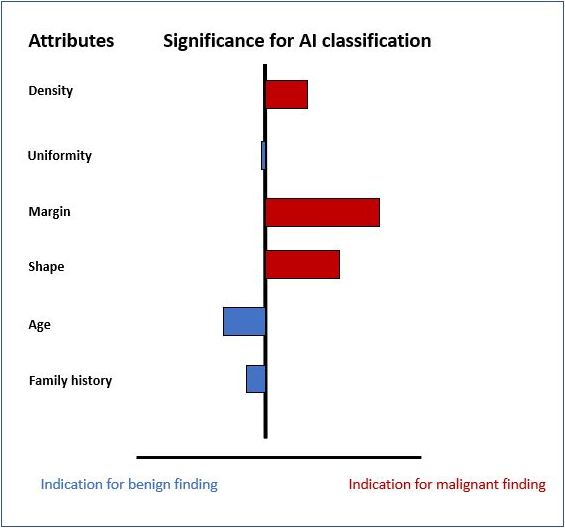 Attributes
Significance for AI classification
Density
Uniformity
Margin
Shape
Age
Family history
Indication for benign finding
Indication for malignant finding